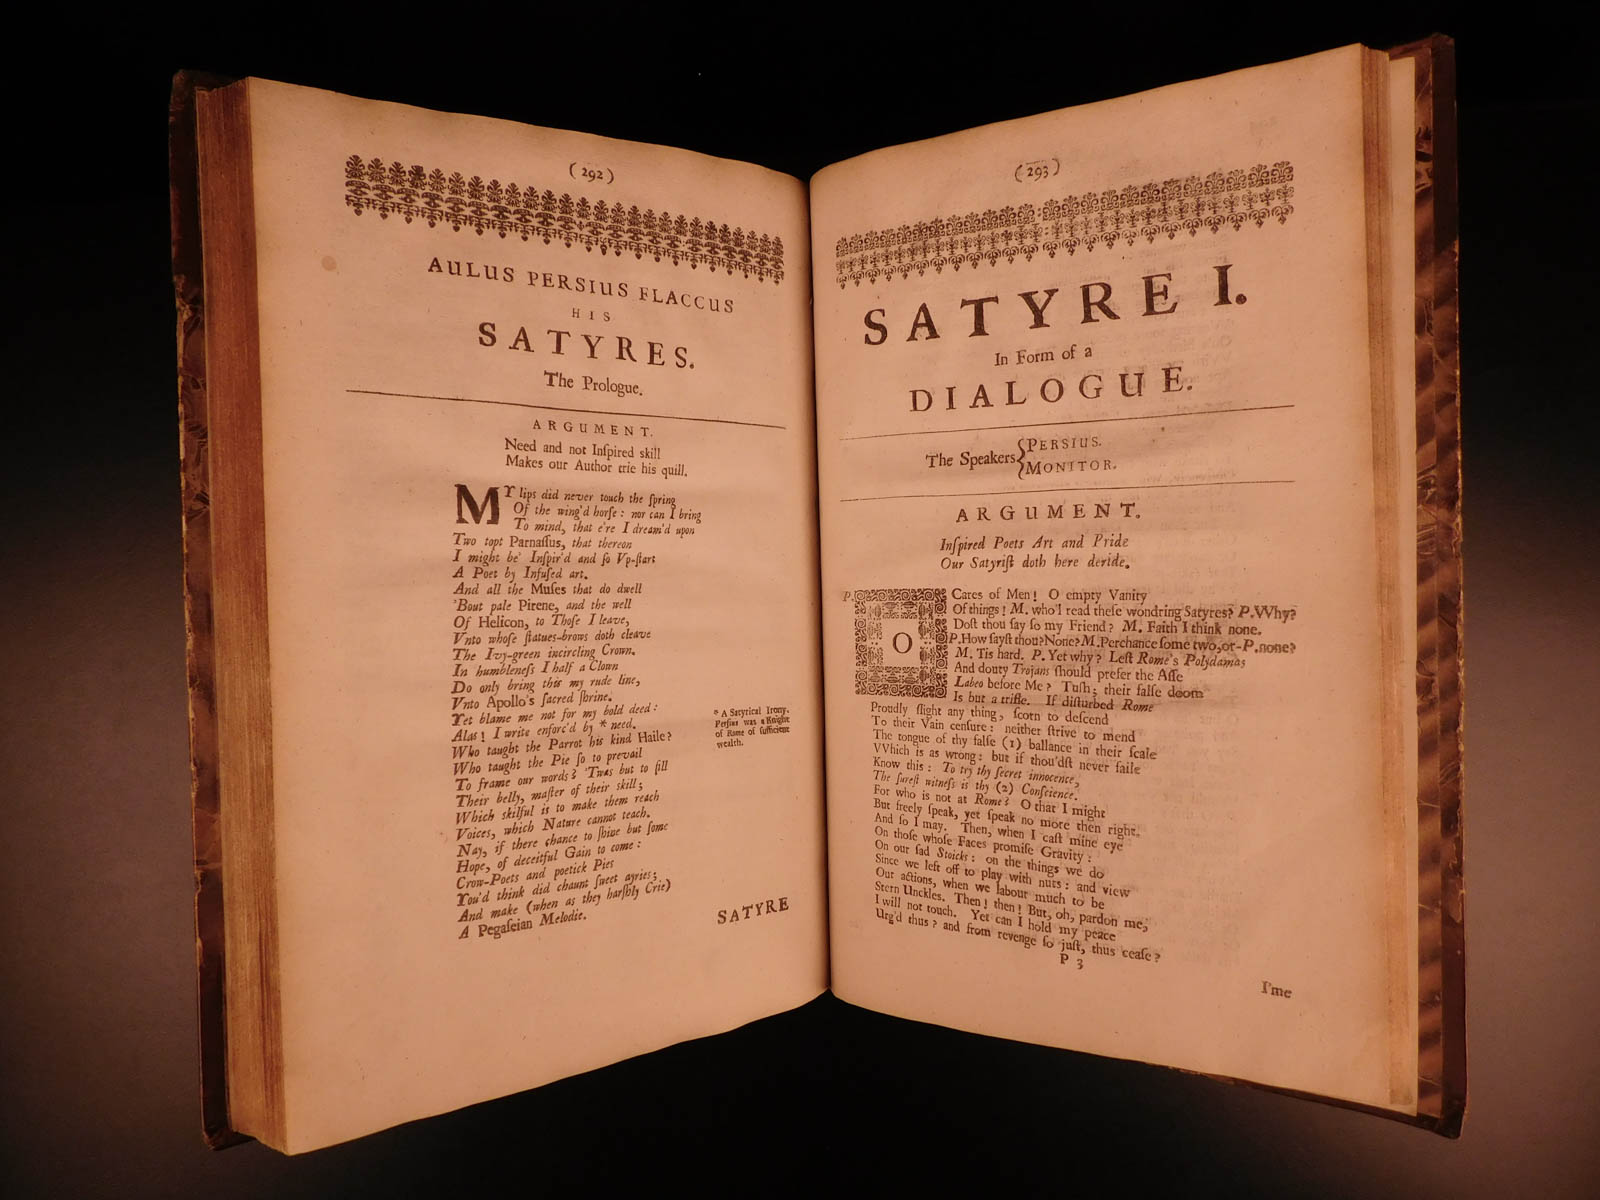 (292)
AULUS PERSIUS FLACCUS
HIS
SATYRES.
The Prologue.
ARGUMENT.
Need and not Inſpired skill
Makes our Author trie his quill.
MY lips did never touch the ſpring
Of the wing'd horſe: nor can I bring
To mind, that e're I dream'd upon
Two topt Parnaſſus, that thereon
I might be' Inſpir'd and ſo Vp-ſtart
A Poet by Infuſed art.
And all the Muſes that do dwell
'Bout pale Pirene, and the well
Of Helicon, to Thoſe I leave,
Vnto whoſe ſtatues-brows doth cleave
The Ivy-green incircling Crown.
In humbleneſs I half a Clown
Do only bring this my rude line,
Vnto Apollo's ſacred ſhrine.
Yet blame me not for my bold deed:
Alas! I write enforc'd by * need.
Who taught the Parrot his kind Haile?
Who taught the Pie ſo to prevail
To frame our words? 'Twas but to fill
Their belly, maſter of their skill;
Which skilful is to make them reach
Voices, which Nature cannot teach.
Nay, if there chance to ſhine but ſome
Hope, of deceitful Gain to come:
Crow-Poets and poetick Pies
You'd think did chaunt ſweet ayries;
And make (when as they harſhly Crie)
A Pegaſeian Melodie.
* A Satyrical Irony.
Perſius was a Knight
of Rome of ſufficient
wealth.
SATYRE
(293)
SATYRE I.
In Form of a
DIALOGUE.
The Speakers { PERSIUS.
MONITOR.
ARGUMENT.
Inſpired Poets Art and Pride
Our Satyriſt doth here deride.
P. O Cares of Men! O empty Vanity
Of things! M. who'l read theſe wondring Satyres? P. Why?
Doſt thou ſay ſo my Friend? M. Faith I think none.
P. How ſayſt thou? None? M. Perchance ſome two, or- P. none?
M. Tis hard. P. Yet why? Leſt Rome's Polydamas
And douty Trojans ſhould prefer the Aſſe
Labeo before Me? Tuſh; their falſe doom
Is but a trifle. If diſturbed Rome
Proudly ſlight any thing, ſcorn to deſcend
To their Vain cenſure: neither ſtrive to mend
The tongue of thy falſe (1) ballance in their ſcale
VVhich is as wrong: but if thou'dſt never faile
Know this: To try thy ſecret innocence,
The ſureſt witneſs is thy (2) Conſcience.
For who is not at Rome? O that I might
But freely ſpeak, yet ſpeak no more then right.
And ſo I may. Then, when I caſt mine eye
On thoſe whoſe Faces promiſe Gravity:
On our ſad Stoicks: on the things we do
Since we left off to play with nuts: and view
Our actions, when we labour much to be
Stern Unckles. Then! then! But, oh, pardon me,
I will not touch. Yet can I hold my peace
Urg'd thus? and from revenge ſo juſt, thus ceaſe?
P 3
I'me